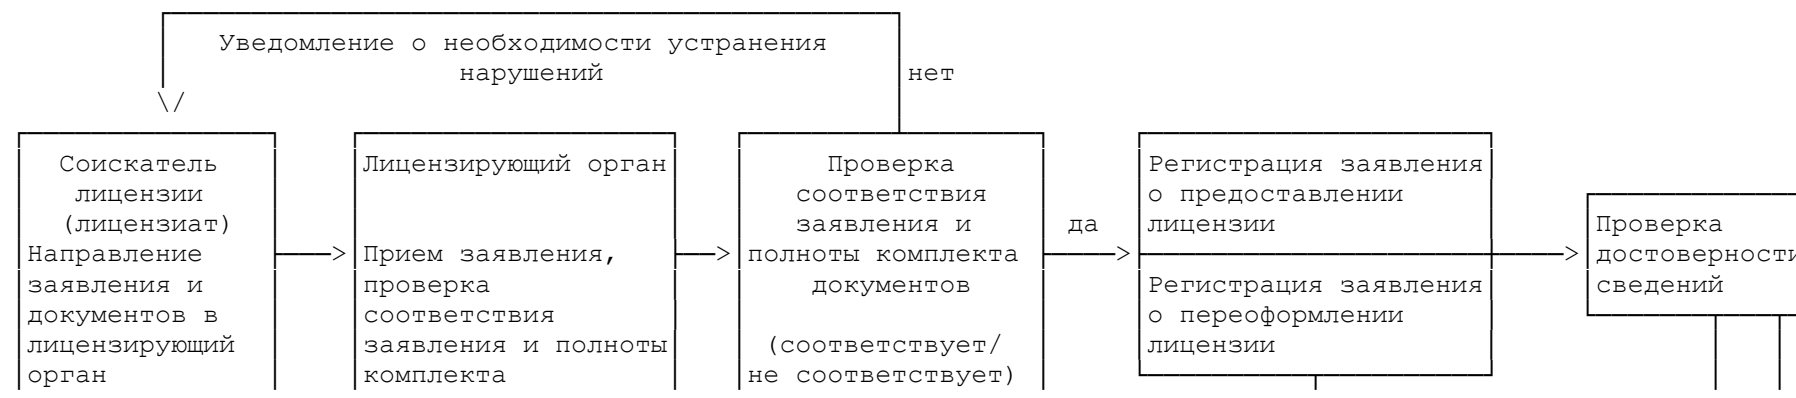 Уведомление о необходимости устранения
нарушений
нет
Соискатель
лицензии
(лицензиат)
Направление
заявления и
документов в
лицензирующий
орган
Лицензирующий орган
Прием заявления,
проверка
соответствия
заявления и полноты
комплекта
Проверка
соответствия
заявления и
полноты комплекта
документов
(соответствует/
не соответствует)
да
Регистрация заявления
о предоставлении
лицензии
Регистрация заявления
о переоформлении
лицензии
Проверка
достоверности
сведений